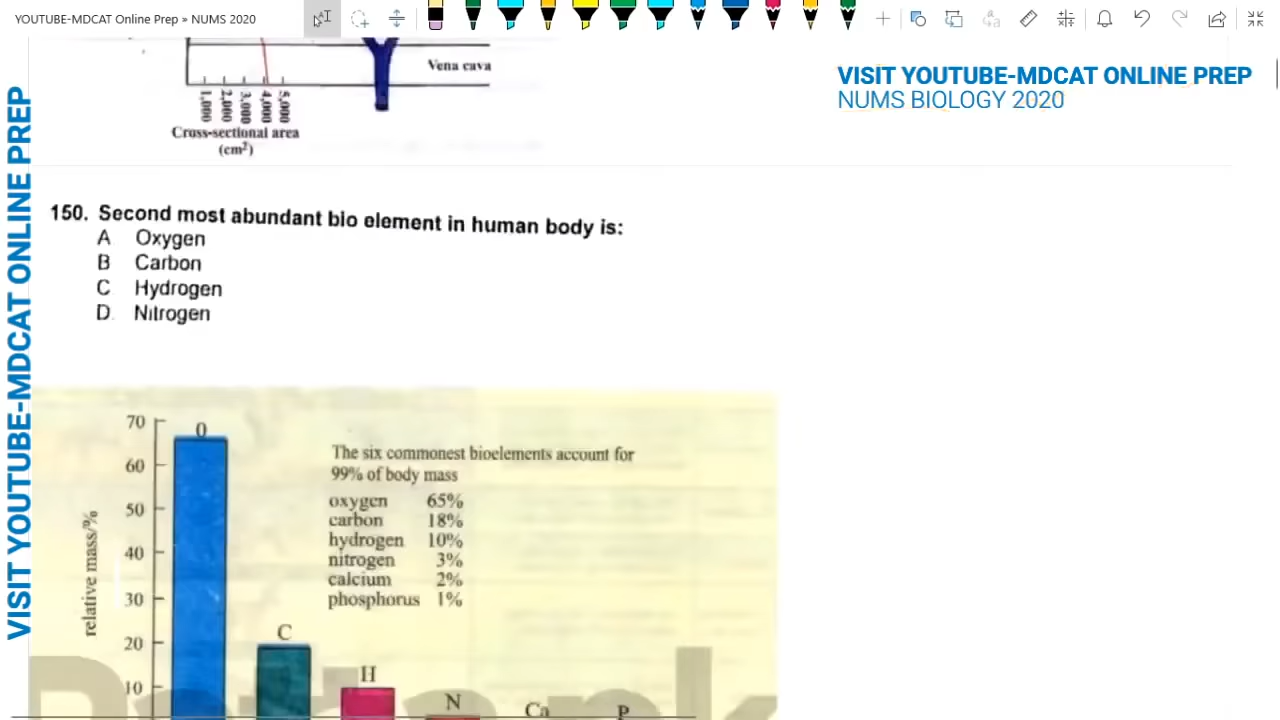 YOUTUBE-MDCAT Online Prep » NUMS 2020
VISIT YOUTUBE-MDCAT ONLINE PREP
Vena cava
1,000
2,000
3,000
4,000
5,000
Cross-sectional area
(cm²)
VISIT YOUTUBE-MDCAT ONLINE PREP
NUMS BIOLOGY 2020
150. Second most abundant bio element in human body is:
A Oxygen
B Carbon
C Hydrogen
D. Nitrogen
The six commonest bioelements account for
99% of body mass
oxygen 65%
carbon 18%
hydrogen 10%
nitrogen 3%
calcium 2%
phosphorus 1%
relative mass/%
70
60
50
40
30
20
10
O
C
H
N
Ca
P